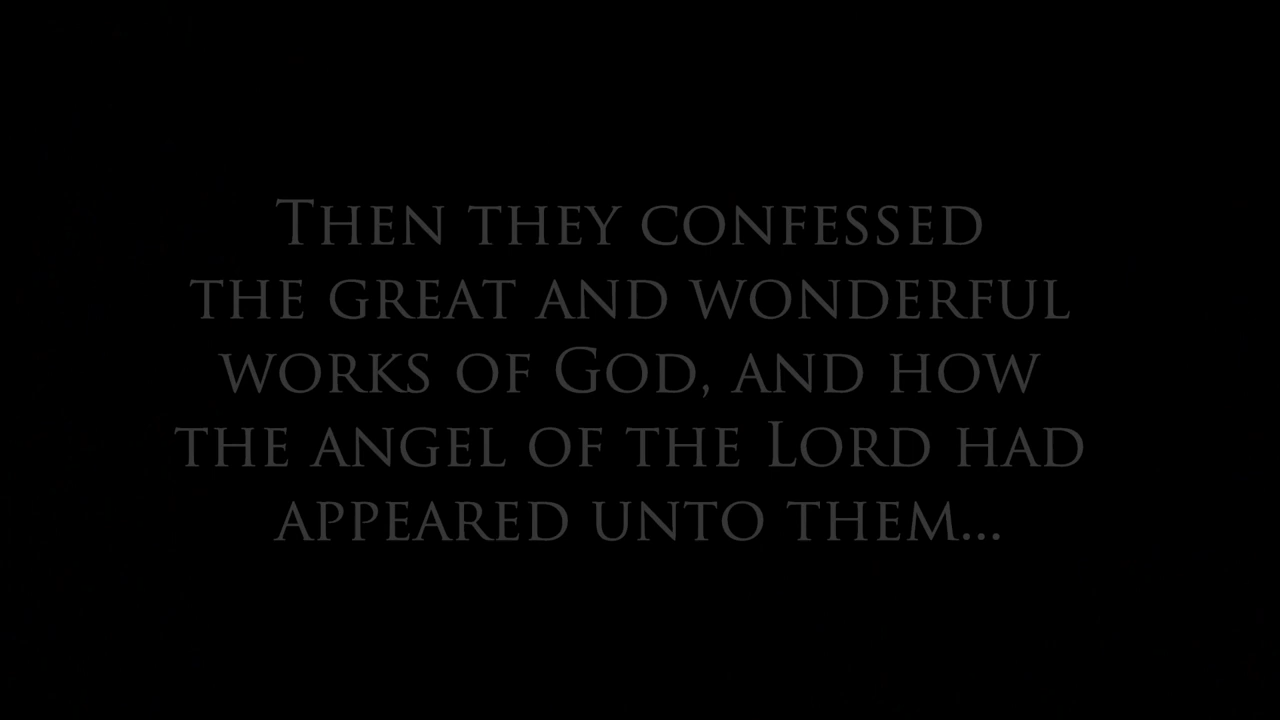 Then they confessed
the great and wonderful
works of God, and how
the angel of the Lord had
appeared unto them...